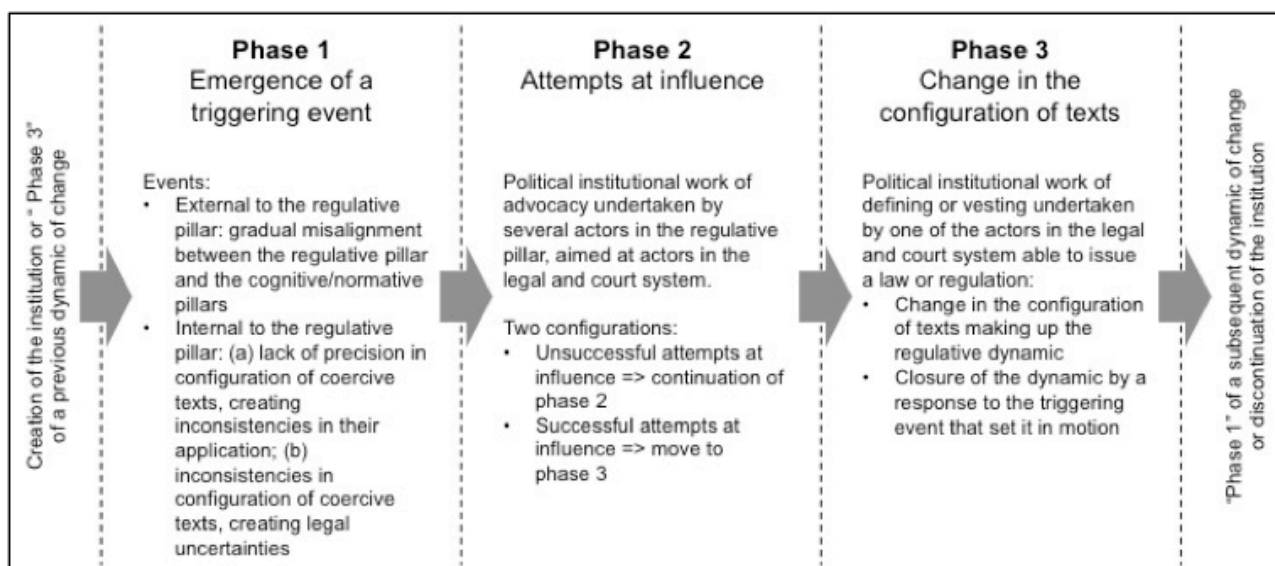 Creation of the institution or " Phase 3"
of a previous dynamic of change
Phase 1
Emergence of a
triggering event
Events:
• External to the regulative
pillar: gradual misalignment
between the regulative pillar
and the cognitive/normative
pillars
• Internal to the regulative
pillar: (a) lack of precision in
configuration of coercive
texts, creating
inconsistencies in their
application; (b)
inconsistencies in
configuration of coercive
texts, creating legal
uncertainties
Phase 2
Attempts at influence
Political institutional work of
advocacy undertaken by
several actors in the regulative
pillar, aimed at actors in the
legal and court system.
Two configurations:
• Unsuccessful attempts at
influence => continuation of
phase 2
• Successful attempts at
influence => move to
phase 3
Phase 3
Change in the
configuration of texts
Political institutional work of
defining or vesting undertaken
by one of the actors in the legal
and court system able to issue
a law or regulation:
• Change in the configuration
of texts making up the
regulative dynamic
• Closure of the dynamic by a
response to the triggering
event that set it in motion
"Phase 1" of a subsequent dynamic of change
or discontinuation of the institution